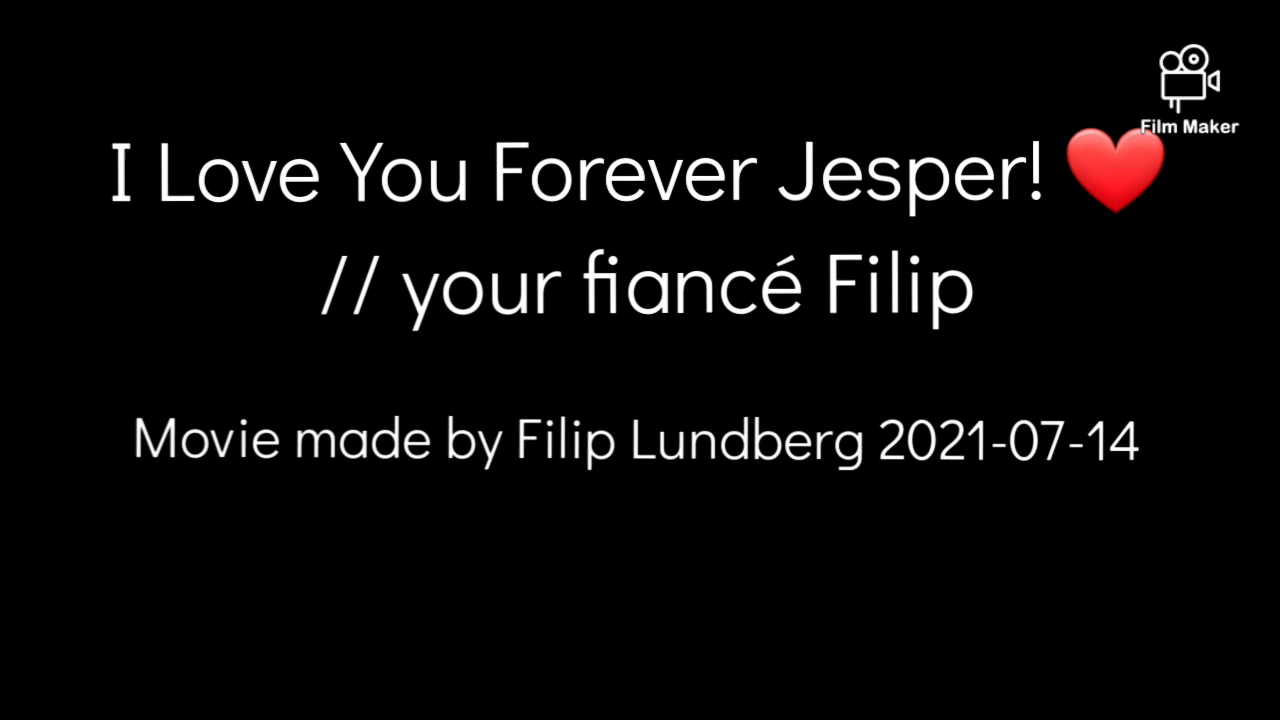 Film Maker
I Love You Forever Jesper! ❤️
// your fiancé Filip
Movie made by Filip Lundberg 2021-07-14